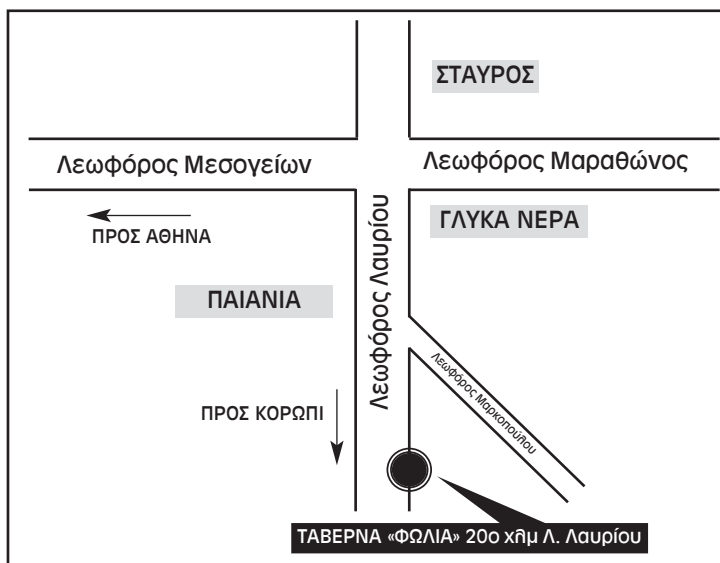 ΣΤΑΥΡΟΣ
Λεωφόρος Μεσογείων
Λεωφόρος Μαραθώνος
ΠΡΟΣ ΑΘΗΝΑ
ΓΛΥΚΑ ΝΕΡΑ
Λεωφόρος Λαυρίου
ΠΑΙΑΝΙΑ
Λεωφόρος Μαρκοπούλου
ΠΡΟΣ ΚΟΡΩΠΙ
ΤΑΒΕΡΝΑ «ΦΩΛΙΑ» 20ο χλμ Λ. Λαυρίου